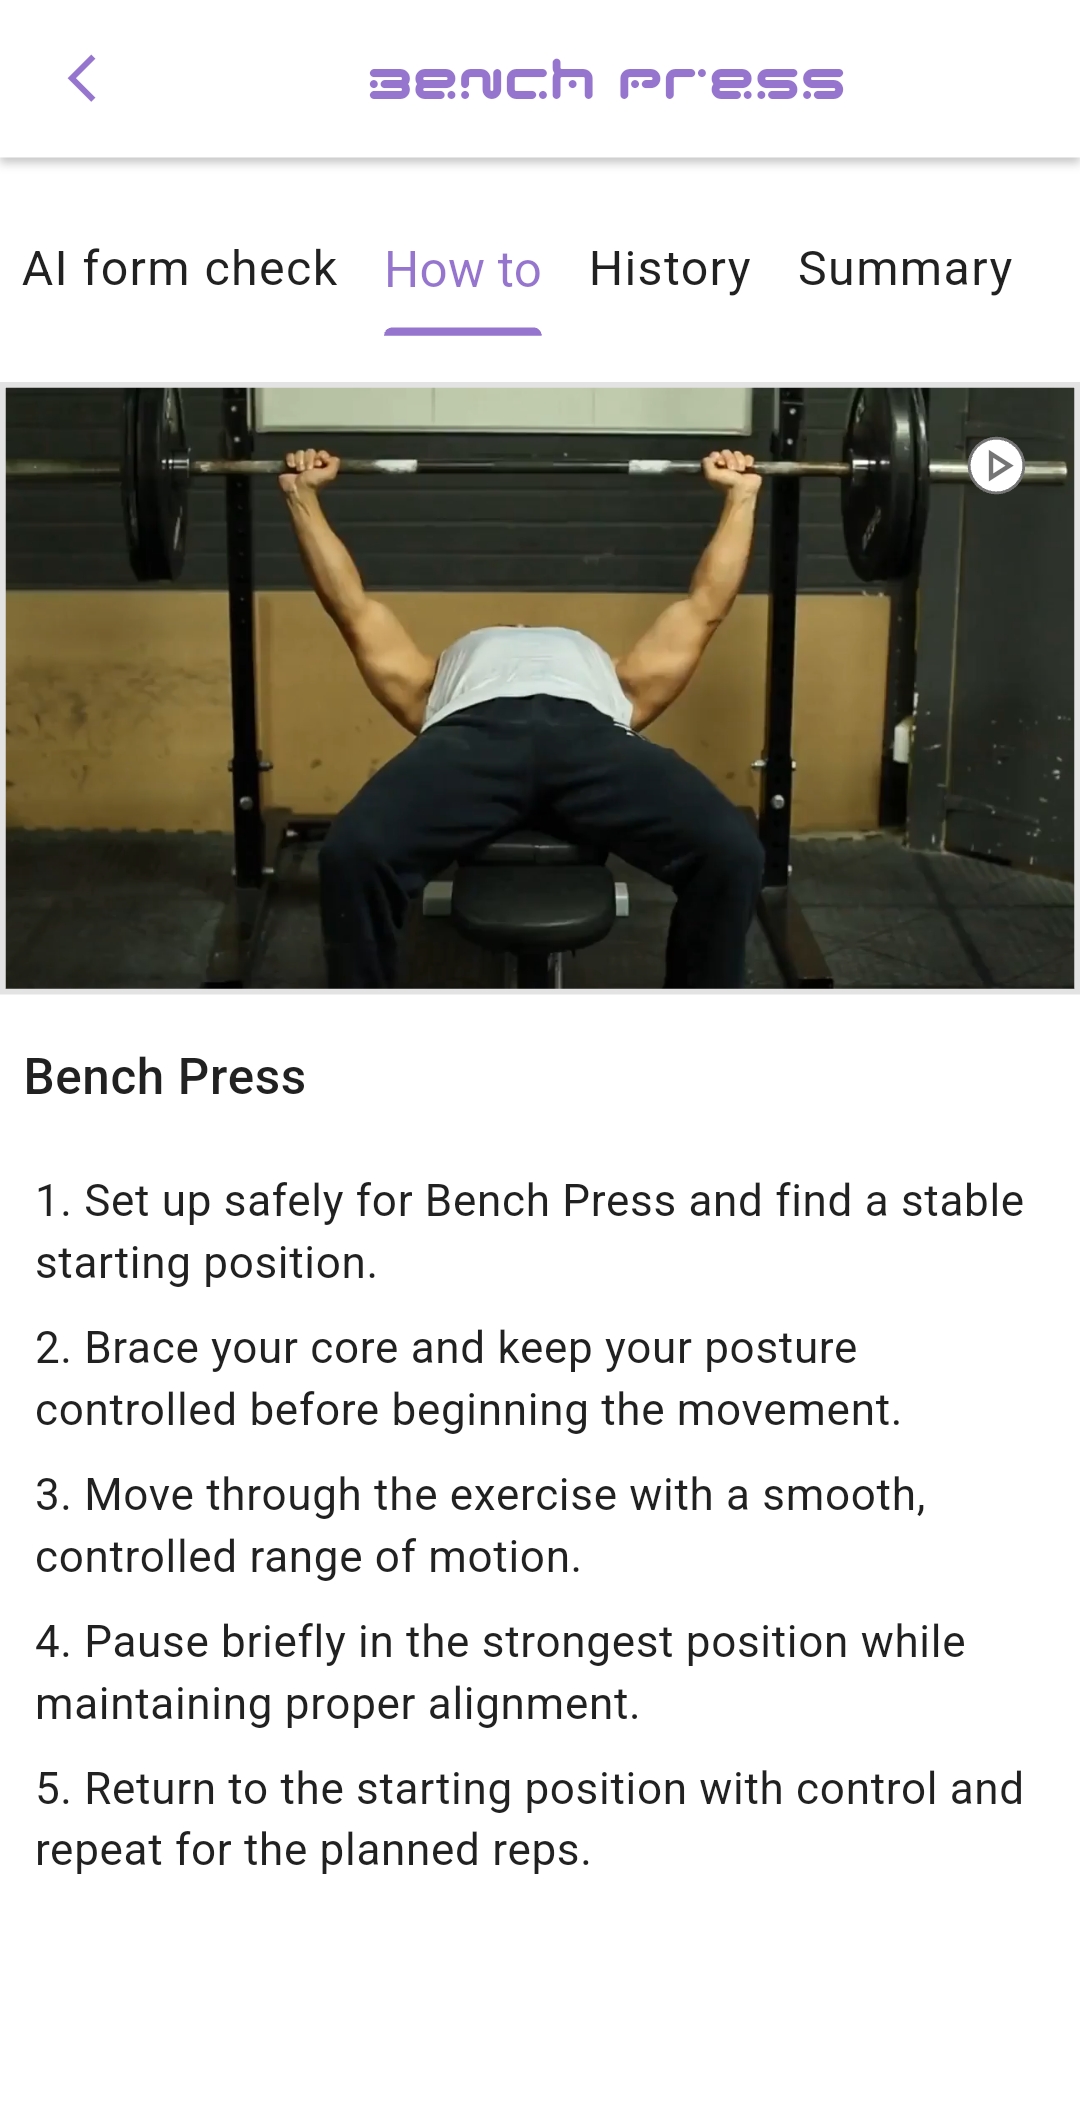 Bench Press
AI form check
How to
History
Summary
Bench Press
1. Set up safely for Bench Press and find a stable
starting position.
2. Brace your core and keep your posture
controlled before beginning the movement.
3. Move through the exercise with a smooth,
controlled range of motion.
4. Pause briefly in the strongest position while
maintaining proper alignment.
5. Return to the starting position with control and
repeat for the planned reps.